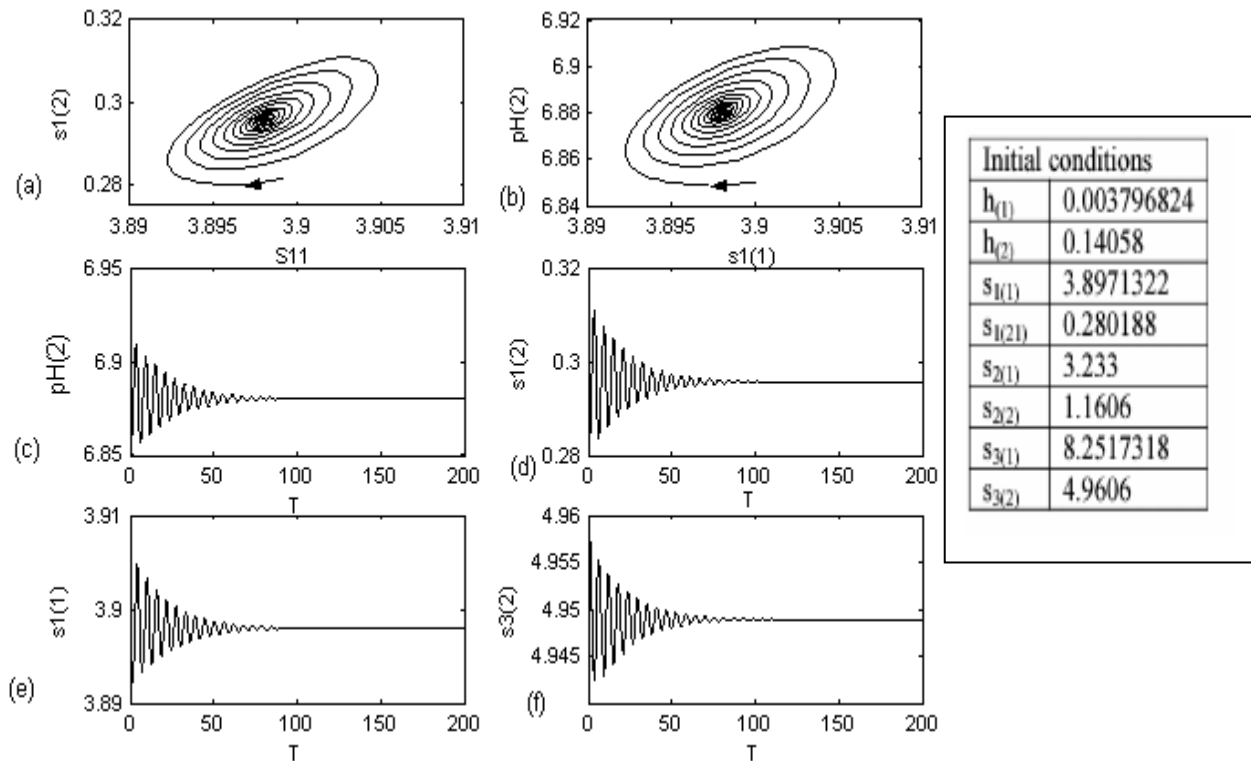 0.32
s1(2)
0.3
0.28
(a)
3.89 3.895 3.9 3.905 3.91
S11
6.92
6.9
pH(2)
6.88
6.86
6.84
(b)
3.89 3.895 3.9 3.905 3.91
s1(1)
6.95
pH(2)
6.9
6.85
(c)
0 50 100 150 200
T
0.32
s1(2)
0.3
0.28
(d)
0 50 100 150 200
T
3.91
s1(1)
3.9
3.89
(e)
0 50 100 150 200
T
4.96
4.955
s3(2)
4.95
4.945
(f)
0 50 100 150 200
T
Initial conditions
h(1) 0.003796824
h(2) 0.14058
s1(1) 3.8971322
s1(21) 0.280188
s2(1) 3.233
s2(2) 1.1606
s3(1) 8.2517318
s3(2) 4.9606